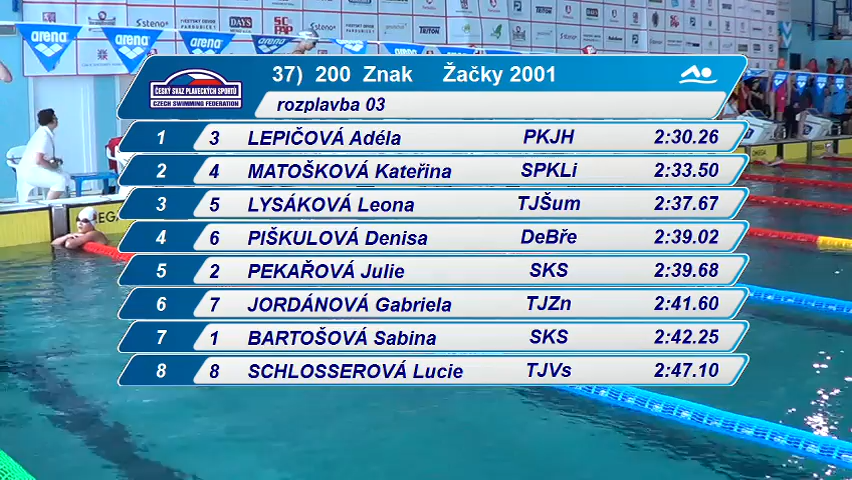 arena arena arena arena
DAYS
TRITON
37) 200 Znak Žačky 2001
ČESKÝ SVAZ PLAVECKÝCH SPORTŮ
CZECH SWIMMING FEDERATION
rozplavba 03
1 3 LEPIČOVÁ Adéla PKJH 2:30.26
2 4 MATOŠKOVÁ Kateřina SPKLi 2:33.50
3 5 LYSÁKOVÁ Leona TJŠum 2:37.67
4 6 PIŠKULOVÁ Denisa DeBře 2:39.02
5 2 PEKAŘOVÁ Julie SKS 2:39.68
6 7 JORDÁNOVÁ Gabriela TJZn 2:41.60
7 1 BARTOŠOVÁ Sabina SKS 2:42.25
8 8 SCHLOSSEROVÁ Lucie TJVs 2:47.10